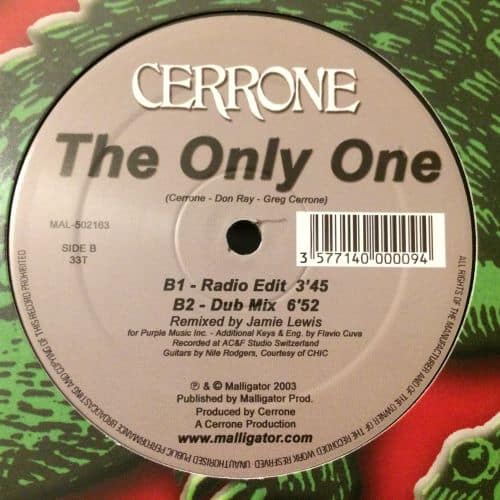 CERRONE
The Only One
(Cerrone - Don Ray - Greg Cerrone)
MAL-502163
SIDE B
33T
3 577140 000094
B1 - Radio Edit 3'45
B2 - Dub Mix 6'52
Remixed by Jamie Lewis
for Purple Music Inc. - Additional Keys & Eng. by Flavio Cuva
Recorded at AC&F Studio Switzerland
Guitars by Nile Rodgers, Courtesy of CHIC
℗ & © Malligator 2003
Published by Malligator Prod.
Produced by Cerrone
A Cerrone Production
www.malligator.com
ALL RIGHTS OF THE MANUFACTURER AND OF THE OWNER OF THE RECORDED WORK RESERVED. UNAUTHORISED PUBLIC PERFORMANCE BROADCASTING AND COPYING OF THIS RECORD PROHIBITED